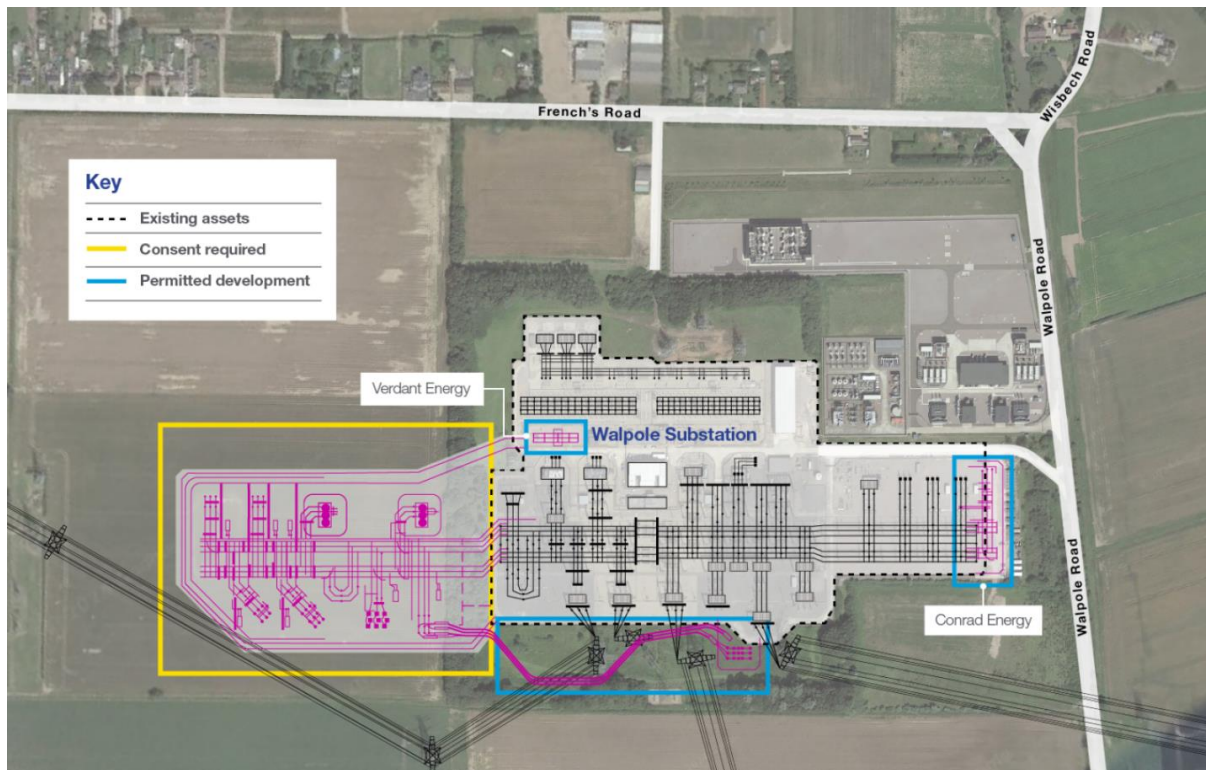 French's Road
Wisbech Road
Key
Existing assets
Consent required
Permitted development
Walpole Road
Verdant Energy
Walpole Substation
Conrad Energy
Walpole Road